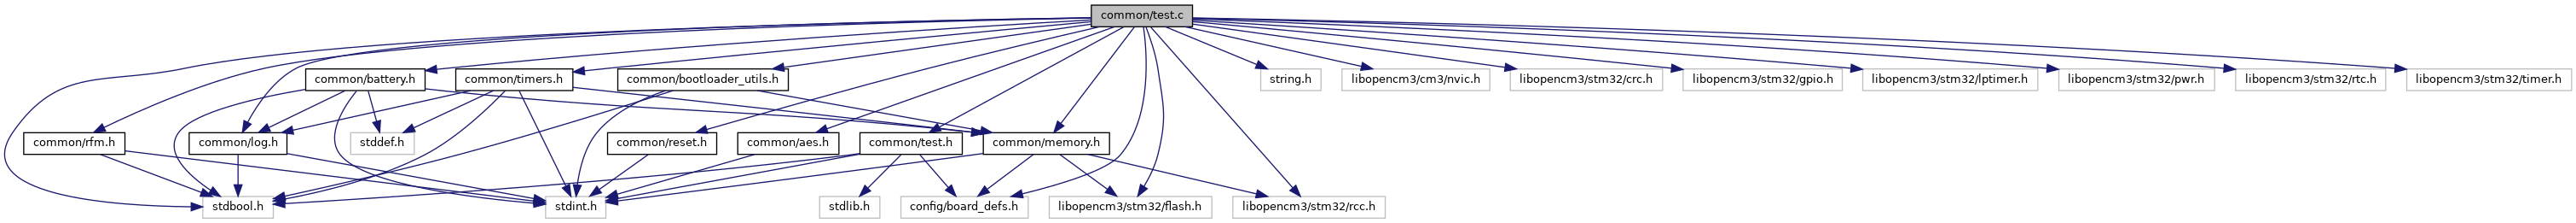 common/test.c
common/battery.h
common/timers.h
common/bootloader_utils.h
string.h
libopencm3/cm3/nvic.h
libopencm3/stm32/crc.h
libopencm3/stm32/gpio.h
libopencm3/stm32/lptimer.h
libopencm3/stm32/pwr.h
libopencm3/stm32/rtc.h
libopencm3/stm32/timer.h
common/rfm.h
common/log.h
stddef.h
common/reset.h
common/aes.h
common/test.h
common/memory.h
stdbool.h
stdint.h
stdlib.h
config/board_defs.h
libopencm3/stm32/flash.h
libopencm3/stm32/rcc.h